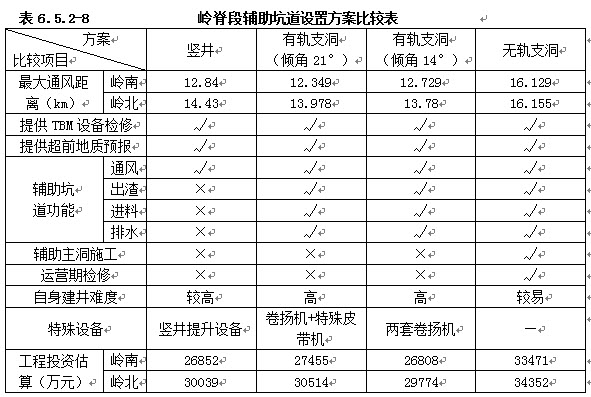 表 6.5.2-8 岭脊段辅助坑道设置方案比较表
方案 比较项目 竖井 有轨支洞（倾角 21°） 有轨支洞（倾角 14°） 无轨支洞
最大通风距离（km） 岭南 12.84 12.349 12.729 16.129
岭北 14.43 13.978 13.78 16.155
提供 TBM 设备检修 √ √ √ √
提供超前地质预报 √ √ √ √
辅助坑道功能 通风 √ √ √ √
出渣 × √ √ √
进料 × √ √ √
排水 × √ √ √
辅助主洞施工 × × × √
运营期检修 × × × √
自身建井难度 较高 高 高 较易
特殊设备 竖井提升设备 卷扬机+特殊皮带机 两套卷扬机 —
工程投资估算（万元） 岭南 26852 27455 26808 33471
岭北 30039 30514 29774 34352